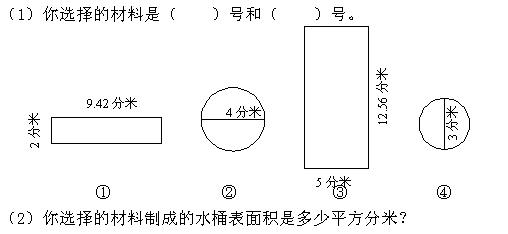 （1）你选择的材料是（　　）号和（　　）号。
9.42 分米
2 分米
4 分米
12.56 分米
3 分米
5 分米
① ② ③ ④
（2）你选择的材料制成的水桶表面积是多少平方分米？